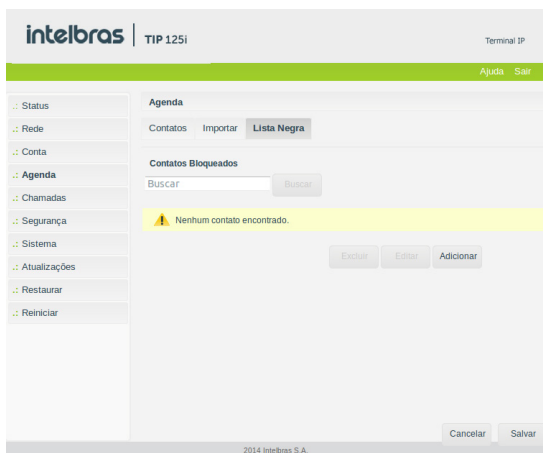 intelbras TIP 125i
Terminal IP
Ajuda Sair
.: Status
.: Rede
.: Conta
.: Agenda
.: Chamadas
.: Segurança
.: Sistema
.: Atualizações
.: Restaurar
.: Reiniciar
Agenda
Contatos Importar Lista Negra
Contatos Bloqueados
Buscar Buscar
Nenhum contato encontrado.
Excluir Editar Adicionar
Cancelar Salvar
2014 Intelbras S.A.